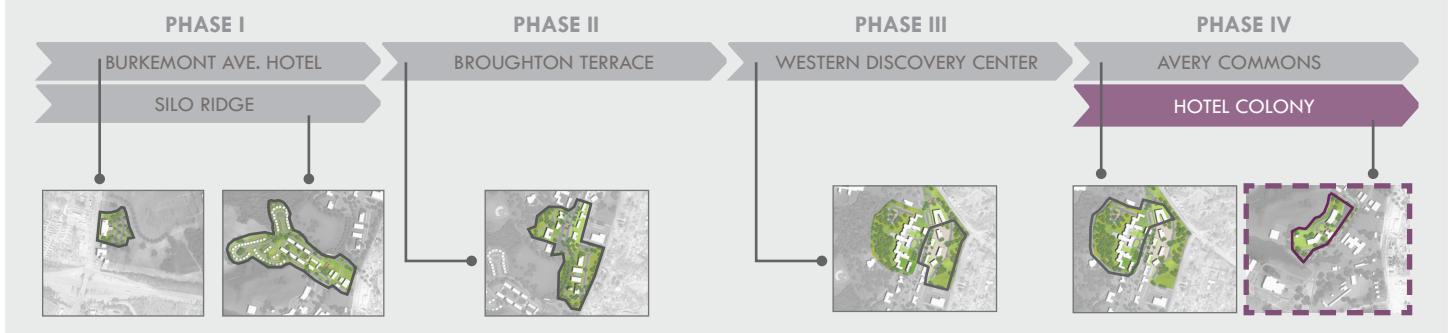 PHASE I
PHASE II
PHASE III
PHASE IV
BURKEMONT AVE. HOTEL
BROUGHTON TERRACE
WESTERN DISCOVERY CENTER
AVERY COMMONS
SILO RIDGE
HOTEL COLONY